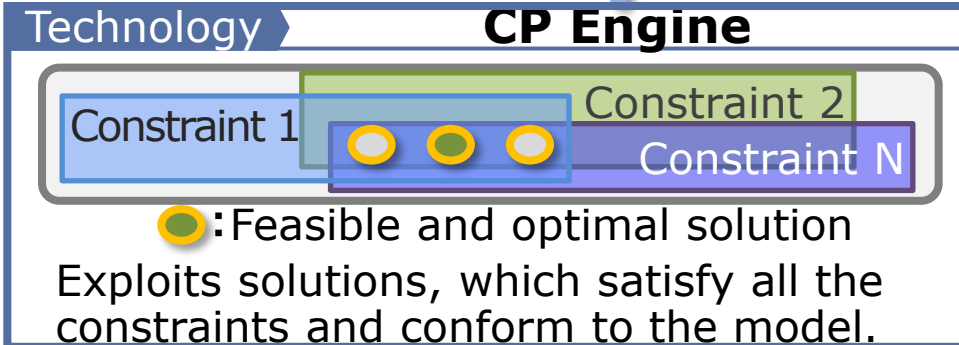 Technology
CP Engine
Constraint 1
Constraint 2
Constraint N
:Feasible and optimal solution
Exploits solutions, which satisfy all the
constraints and conform to the model.